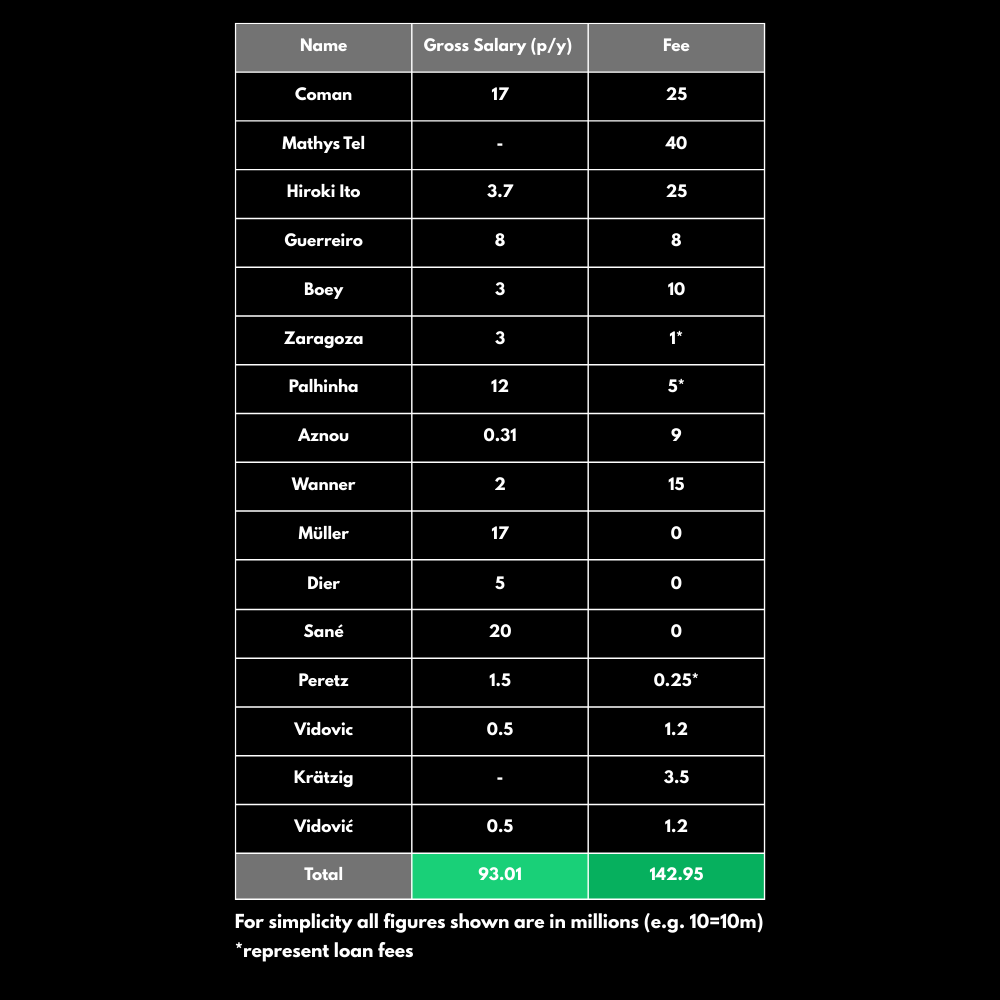 Name Gross Salary (p/y) Fee
Coman 17 25
Mathys Tel - 40
Hiroki Ito 3.7 25
Guerreiro 8 8
Boey 3 10
Zaragoza 3 1*
Palhinha 12 5*
Aznou 0.31 9
Wanner 2 15
Müller 17 0
Dier 5 0
Sané 20 0
Peretz 1.5 0.25*
Vidovic 0.5 1.2
Krätzig - 3.5
Vidović 0.5 1.2
Total 93.01 142.95
For simplicity all figures shown are in millions (e.g. 10=10m)
*represent loan fees